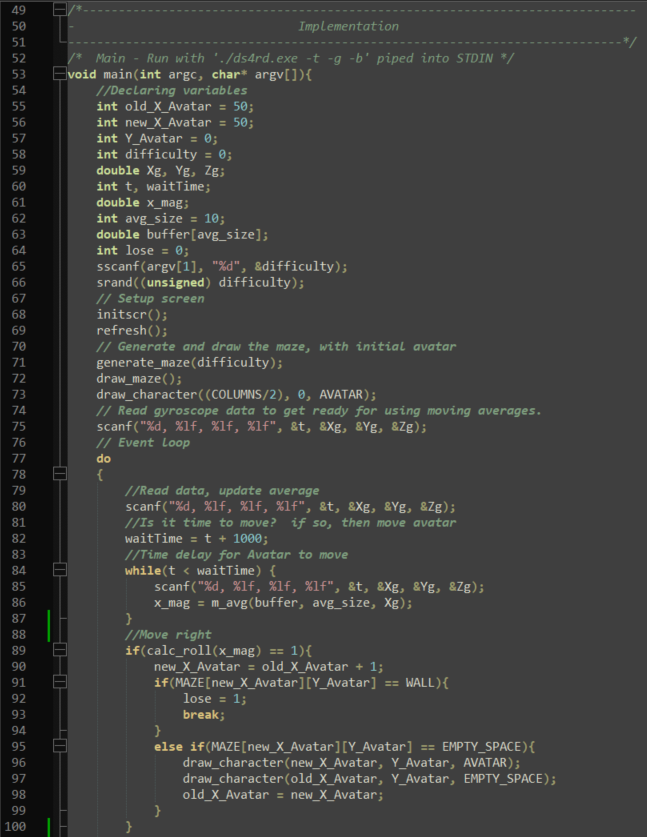 49 /*-----------------------------------------------------------------------------
50 - Implementation
51 -----------------------------------------------------------------------------*/
52 /*  Main - Run with './ds4rd.exe -t -g -b' piped into STDIN */
53 void main(int argc, char* argv[]){
54     //Declaring variables
55     int old_X_Avatar = 50;
56     int new_X_Avatar = 50;
57     int Y_Avatar = 0;
58     int difficulty = 0;
59     double Xg, Yg, Zg;
60     int t, waitTime;
61     double x_mag;
62     int avg_size = 10;
63     double buffer[avg_size];
64     int lose = 0;
65     sscanf(argv[1], "%d", &difficulty);
66     srand((unsigned) difficulty);
67     // Setup screen
68     initscr();
69     refresh();
70     // Generate and draw the maze, with initial avatar
71     generate_maze(difficulty);
72     draw_maze();
73     draw_character((COLUMNS/2), 0, AVATAR);
74     // Read gyroscope data to get ready for using moving averages.
75     scanf("%d, %lf, %lf, %lf", &t, &Xg, &Yg, &Zg);
76     // Event loop
77     do
78     {
79         //Read data, update average
80         scanf("%d, %lf, %lf, %lf", &t, &Xg, &Yg, &Zg);
81         //Is it time to move?  if so, then move avatar
82         waitTime = t + 1000;
83         //Time delay for Avatar to move
84         while(t < waitTime) {
85             scanf("%d, %lf, %lf, %lf", &t, &Xg, &Yg, &Zg);
86             x_mag = m_avg(buffer, avg_size, Xg);
87         }
88         //Move right
89         if(calc_roll(x_mag) == 1){
90             new_X_Avatar = old_X_Avatar + 1;
91             if(MAZE[new_X_Avatar][Y_Avatar] == WALL){
92                 lose = 1;
93                 break;
94             }
95             else if(MAZE[new_X_Avatar][Y_Avatar] == EMPTY_SPACE){
96                 draw_character(new_X_Avatar, Y_Avatar, AVATAR);
97                 draw_character(old_X_Avatar, Y_Avatar, EMPTY_SPACE);
98                 old_X_Avatar = new_X_Avatar;
99             }
100         }